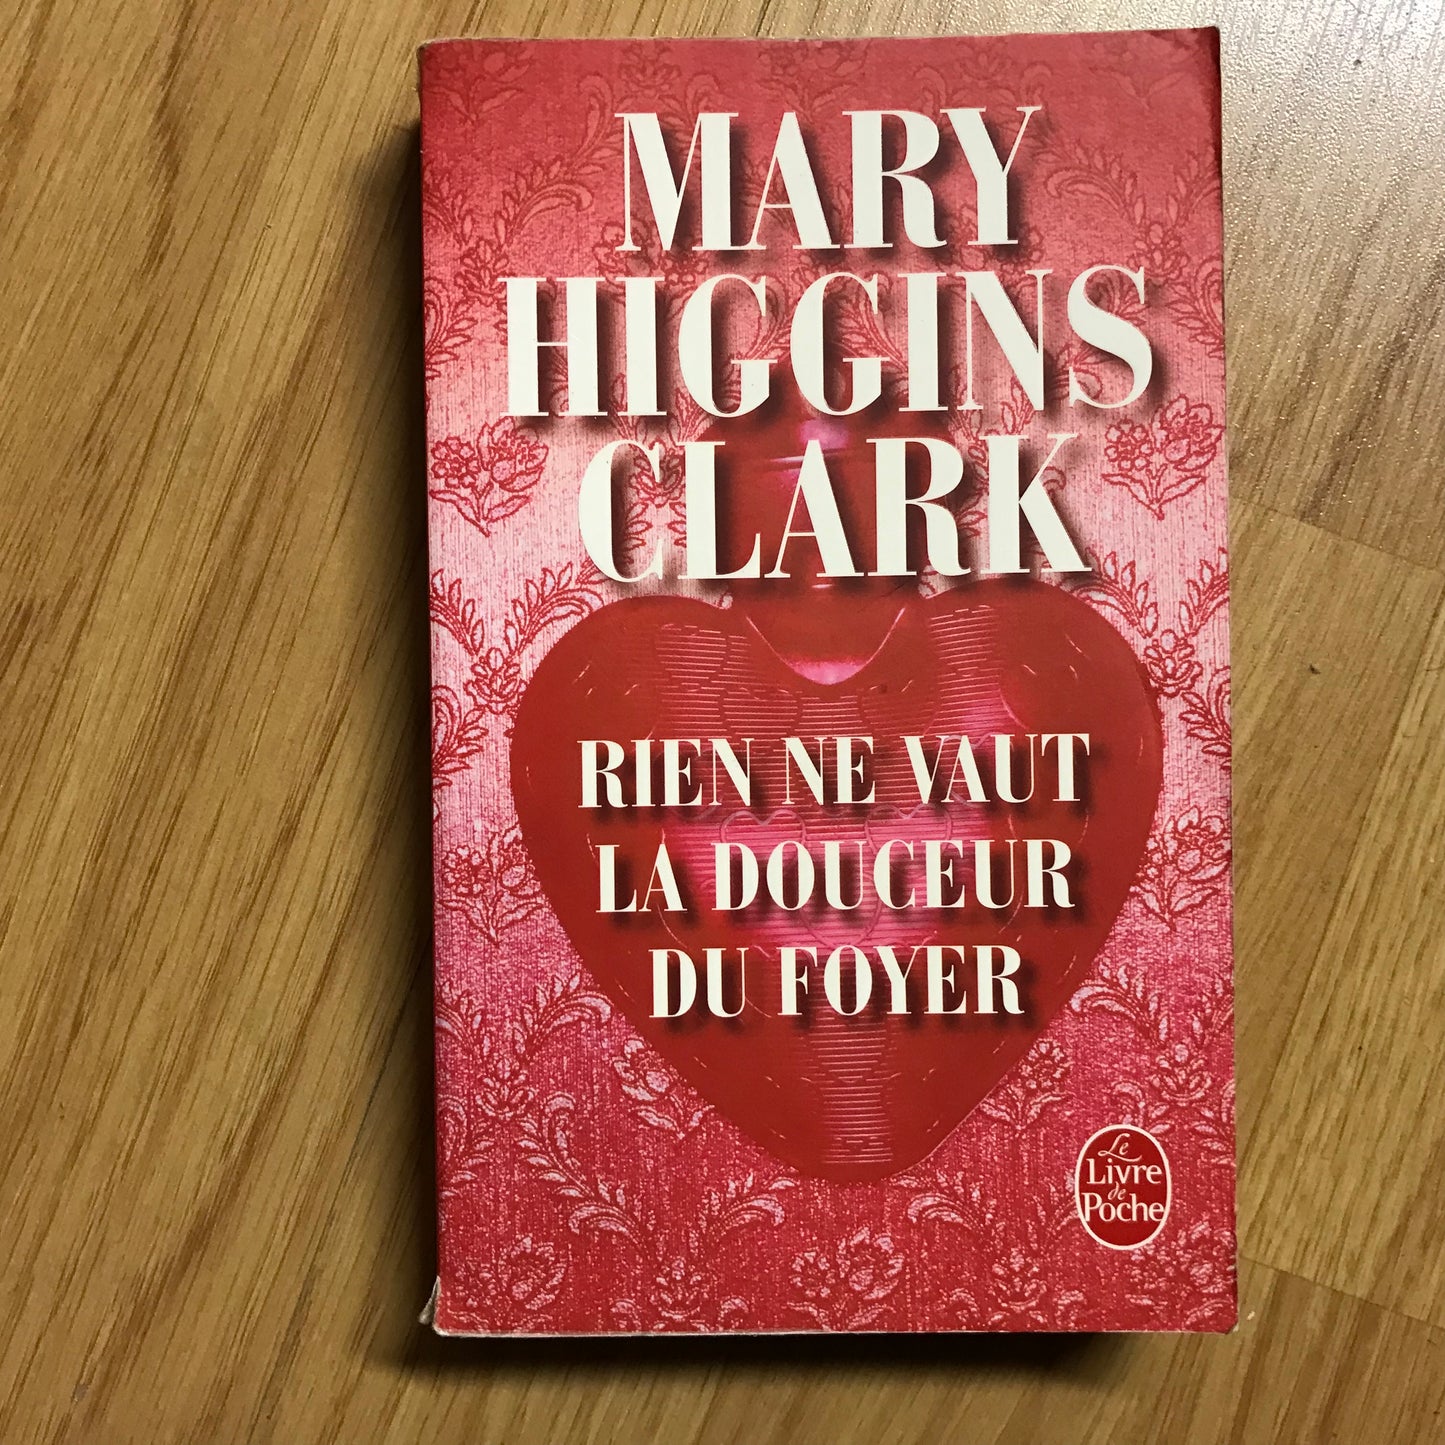 MARY
HIGGINS
CLARK
RIEN NE VAUT
LA DOUCEUR
DU FOYER
Le
LIVRE
de
Poche